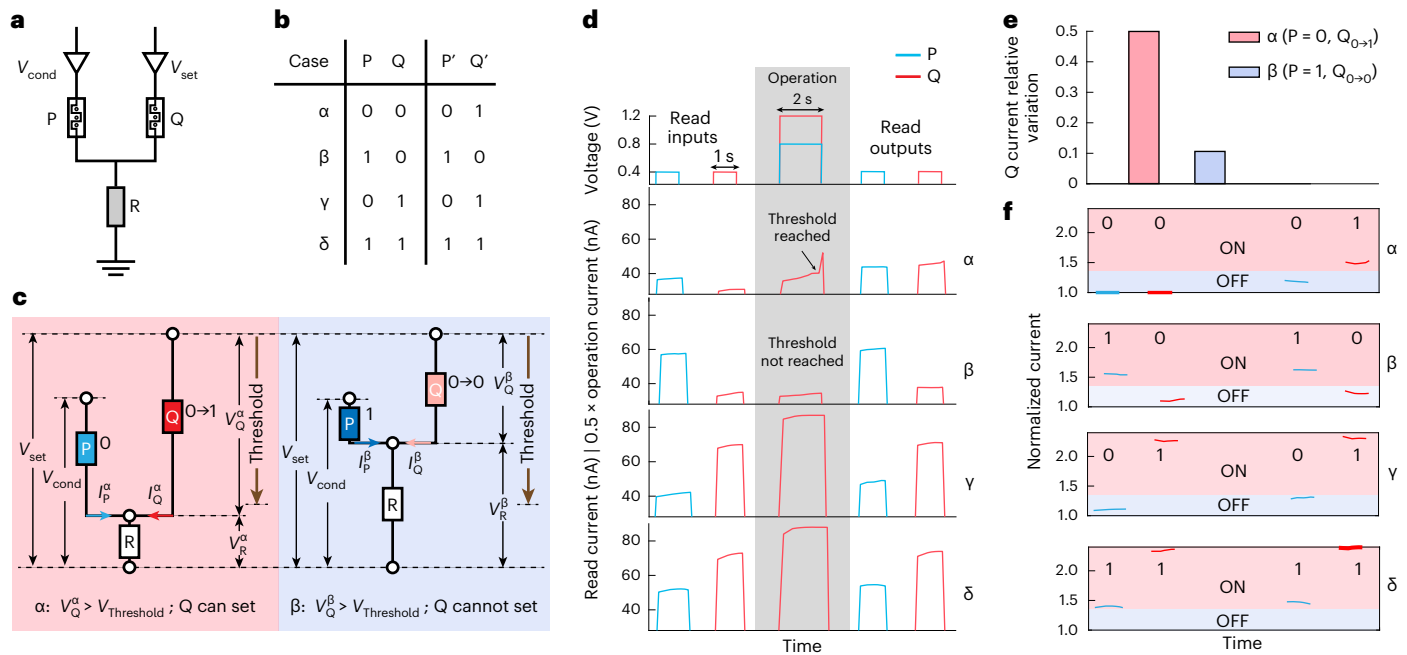 a
V_cond
V_set
P
Q
R
b
Case P Q P′ Q′
α 0 0 0 1
β 1 0 1 0
γ 0 1 0 1
δ 1 1 1 1
c
V_set
V_cond
P
0
Q
0→1
I_P^α
I_Q^α
R
V_Q^α
V_R^α
Threshold
α: V_Q^α > V_Threshold ; Q can set
V_set
V_cond
P
1
Q
0→0
I_P^β
I_Q^β
R
V_Q^β
V_R^β
Threshold
β: V_Q^β > V_Threshold ; Q cannot set
d
P
Q
Operation
2 s
Read inputs
1 s
Read outputs
Voltage (V)
1.2
0.8
0.4
Read current (nA) | 0.5 × operation current (nA)
80
60
40
Threshold reached
α
60
40
Threshold not reached
β
80
60
40
γ
80
60
40
δ
Time
e
Q current relative variation
0.5
0.4
0.3
0.2
0.1
0
α (P = 0, Q_0→1)
β (P = 1, Q_0→0)
f
Normalized current
2.0
1.5
1.0
0 0 0 1
ON
OFF
α
2.0
1.5
1.0
1 0 1 0
ON
OFF
β
2.0
1.5
1.0
0 1 0 1
ON
OFF
γ
2.0
1.5
1.0
1 1 1 1
ON
OFF
δ
Time